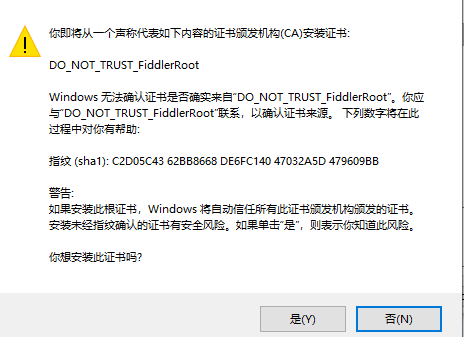 你即将从一个声称代表如下内容的证书颁发机构(CA)安装证书:
DO_NOT_TRUST_FiddlerRoot
Windows 无法确认证书是否确实来自“DO_NOT_TRUST_FiddlerRoot”。你应
与“DO_NOT_TRUST_FiddlerRoot”联系，以确认证书来源。 下列数字将在此
过程中对你有帮助:
指纹 (sha1): C2D05C43 62BB8668 DE6FC140 47032A5D 479609BB
警告:
如果安装此根证书，Windows 将自动信任所有此证书颁发机构颁发的证书。
安装未经指纹确认的证书有安全风险。如果单击“是”，则表示你知道此风险。
你想安装此证书吗?
是(Y)
否(N)